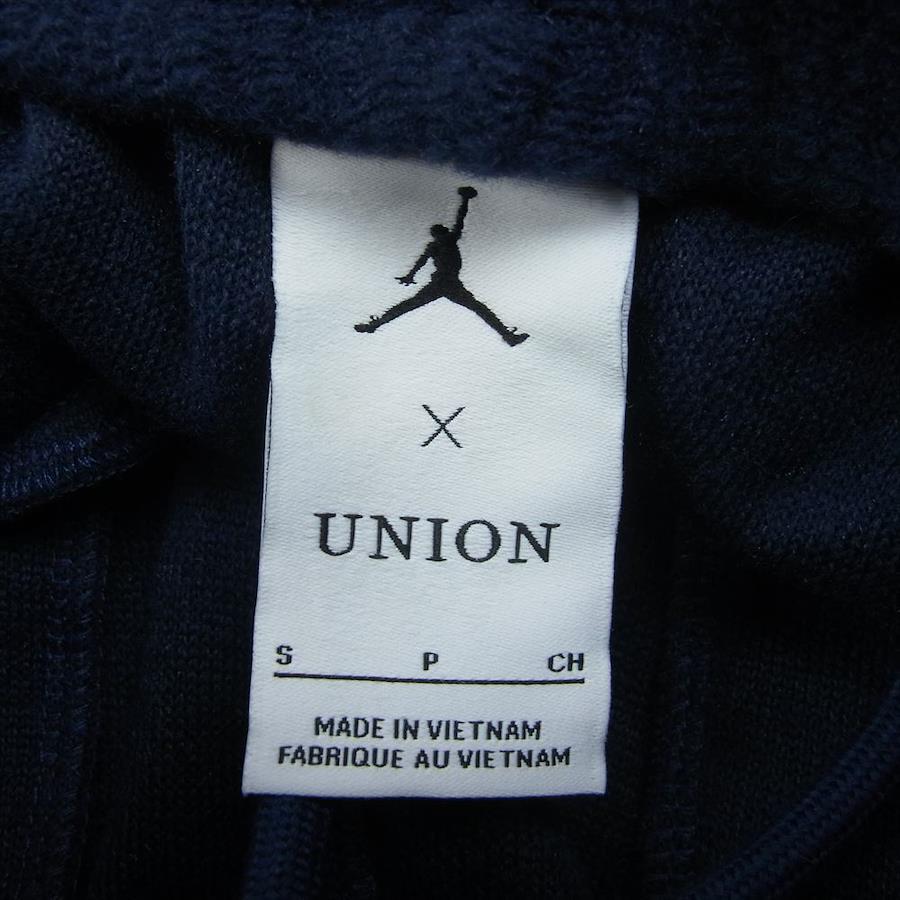 X
UNION
S P CH
MADE IN VIETNAM
FABRIQUE AU VIETNAM